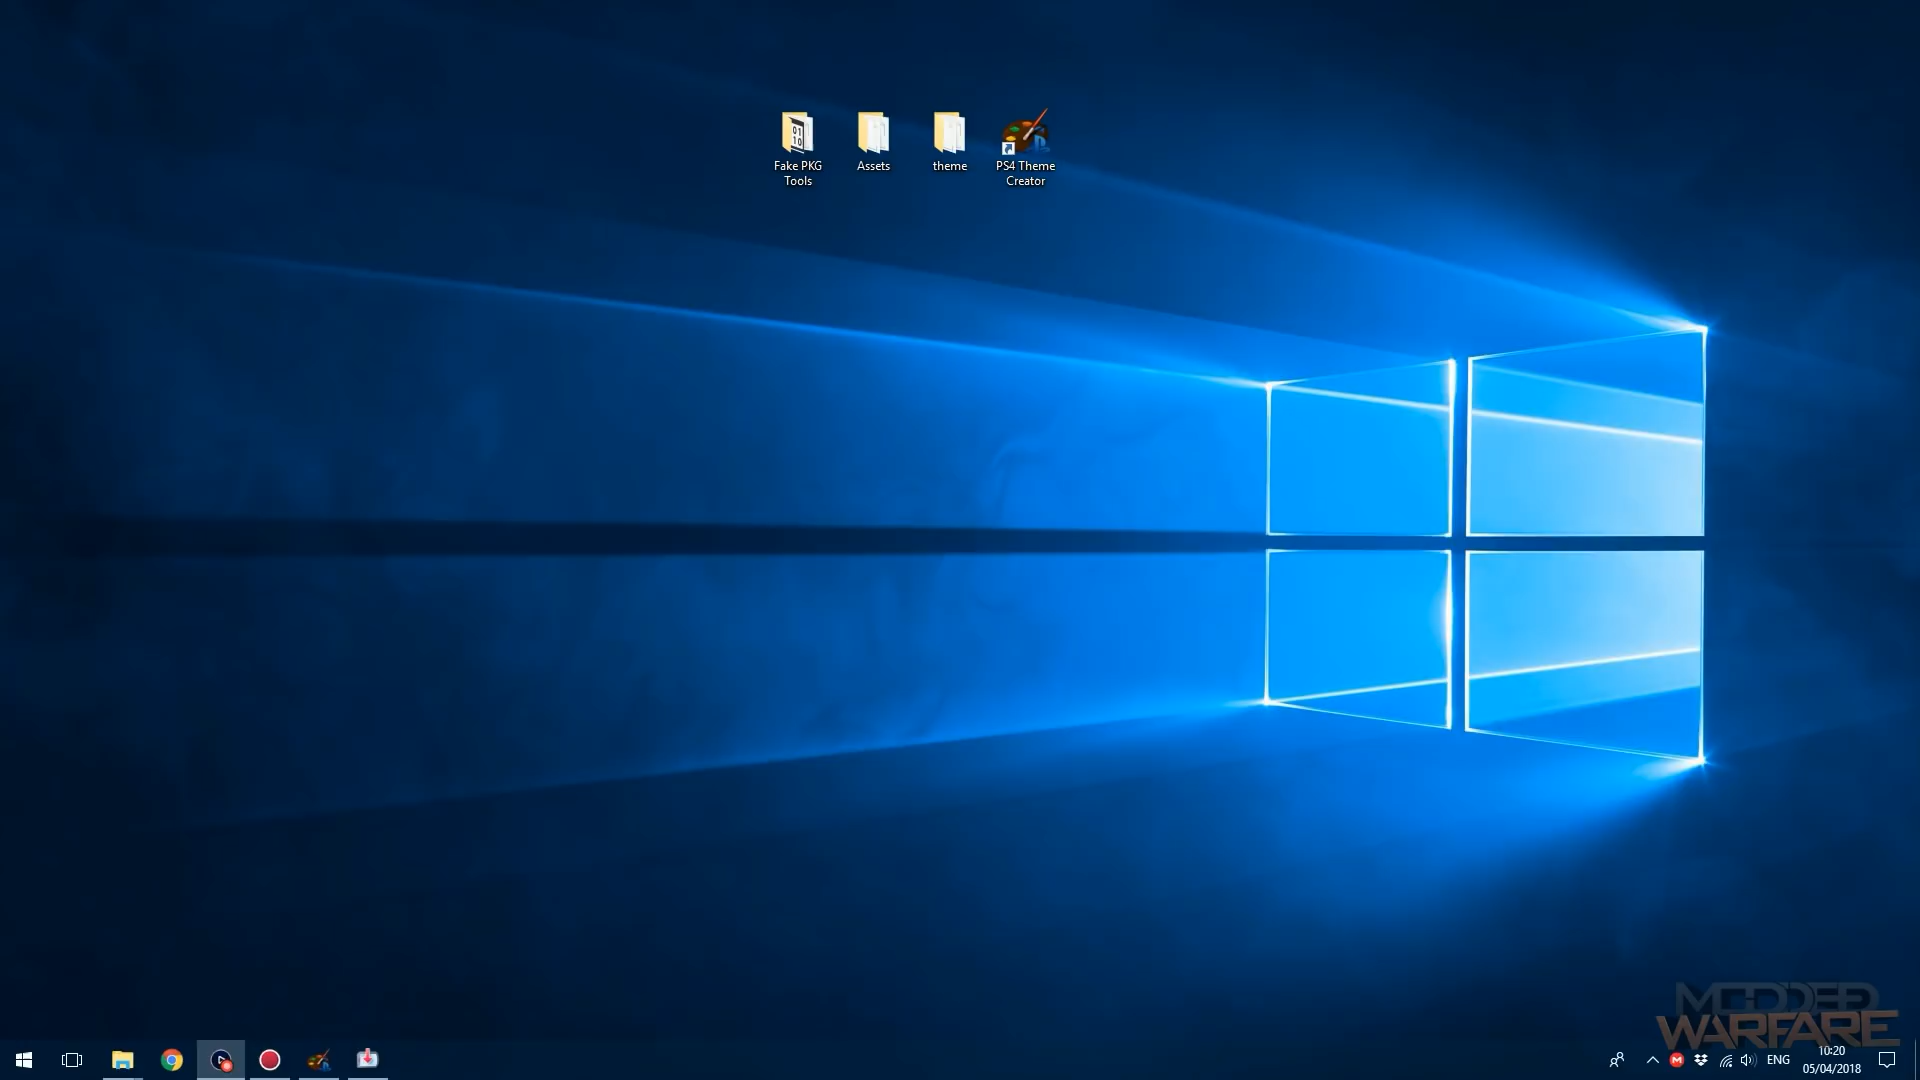 Fake PKG
Tools
Assets
theme
PS4 Theme
Creator
MODDED
WARFARE
ENG
10:20
05/04/2018